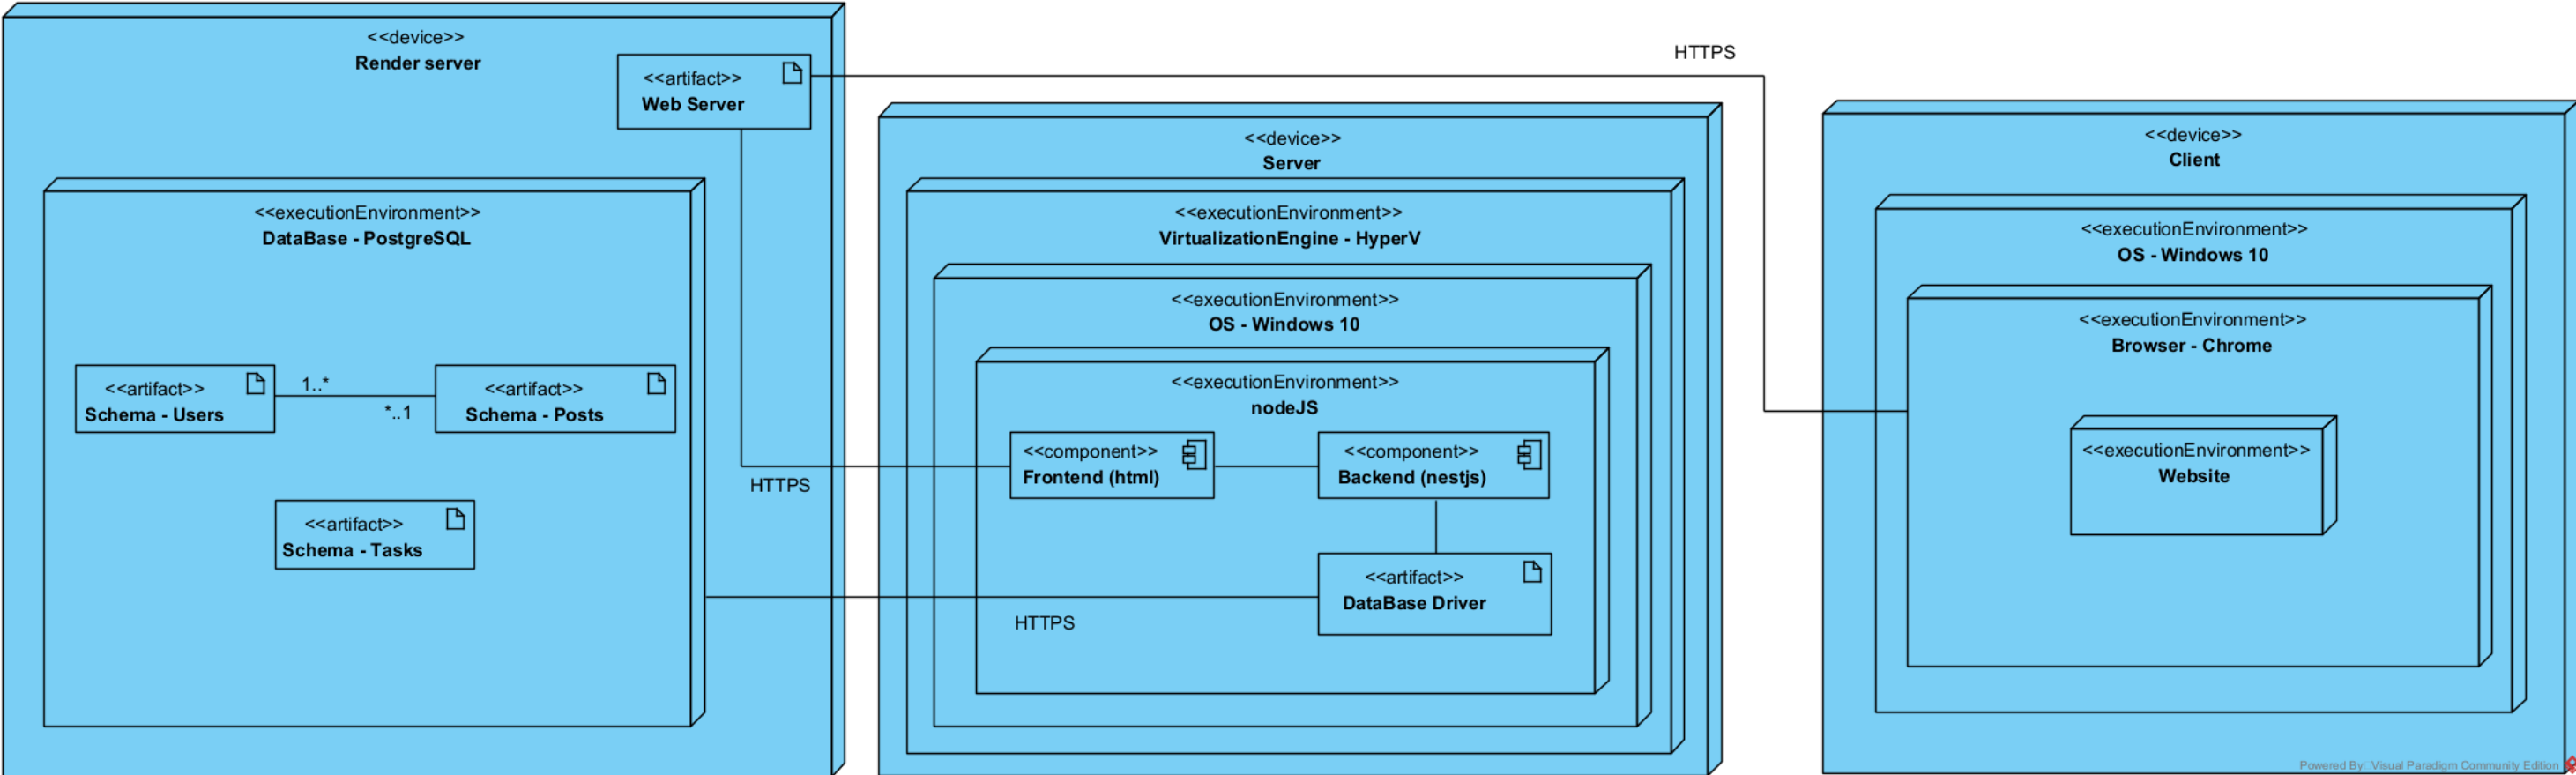 <<device>>
Render server
<<artifact>>
Web Server
<<executionEnvironment>>
DataBase - PostgreSQL
<<artifact>>
Schema - Users
1..*
*..1
<<artifact>>
Schema - Posts
<<artifact>>
Schema - Tasks
HTTPS
HTTPS
HTTPS
<<device>>
Server
<<executionEnvironment>>
VirtualizationEngine - HyperV
<<executionEnvironment>>
OS - Windows 10
<<executionEnvironment>>
nodeJS
<<component>>
Frontend (html)
<<component>>
Backend (nestjs)
<<artifact>>
DataBase Driver
<<device>>
Client
<<executionEnvironment>>
OS - Windows 10
<<executionEnvironment>>
Browser - Chrome
<<executionEnvironment>>
Website
Powered By: Visual Paradigm Community Edition